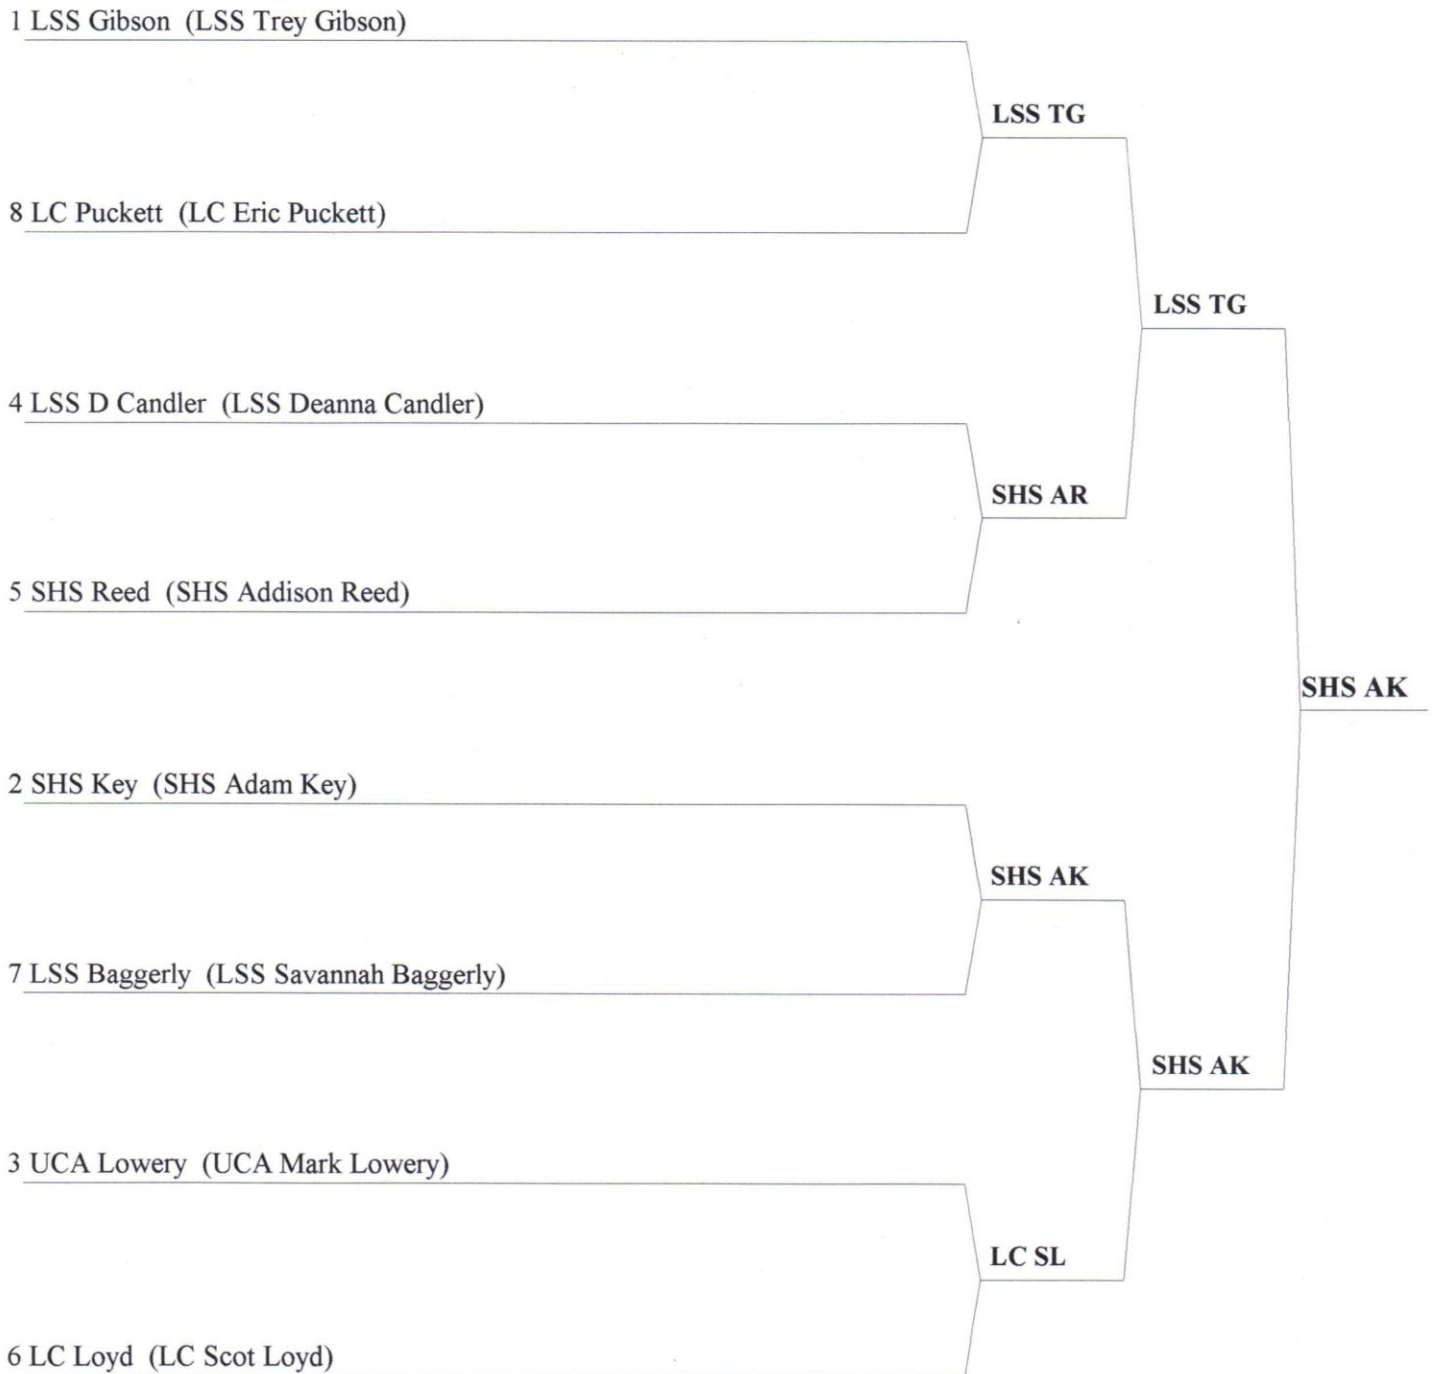 1 LSS Gibson (LSS Trey Gibson)
LSS TG
8 LC Puckett (LC Eric Puckett)
LSS TG
4 LSS D Candler (LSS Deanna Candler)
SHS AR
5 SHS Reed (SHS Addison Reed)
SHS AK
2 SHS Key (SHS Adam Key)
SHS AK
7 LSS Baggerly (LSS Savannah Baggerly)
SHS AK
3 UCA Lowery (UCA Mark Lowery)
LC SL
6 LC Loyd (LC Scot Loyd)